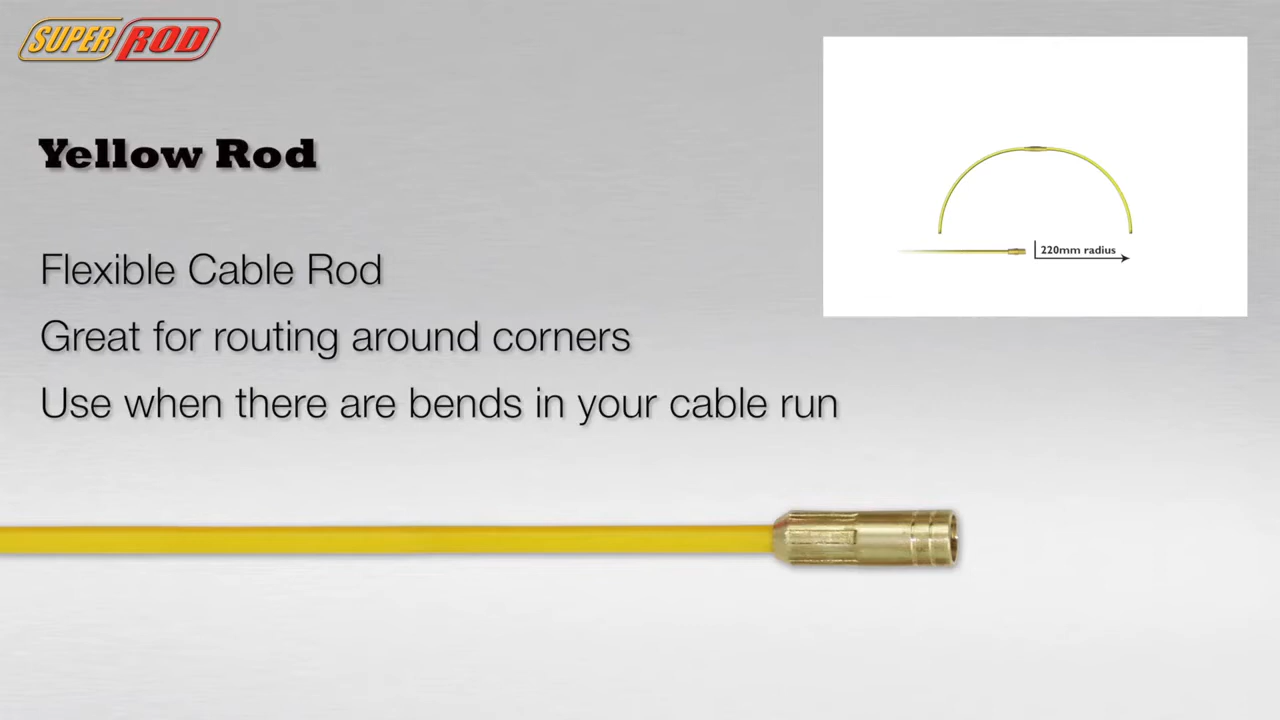 SUPER ROD
Yellow Rod
220mm radius
Flexible Cable Rod
Great for routing around corners
Use when there are bends in your cable run